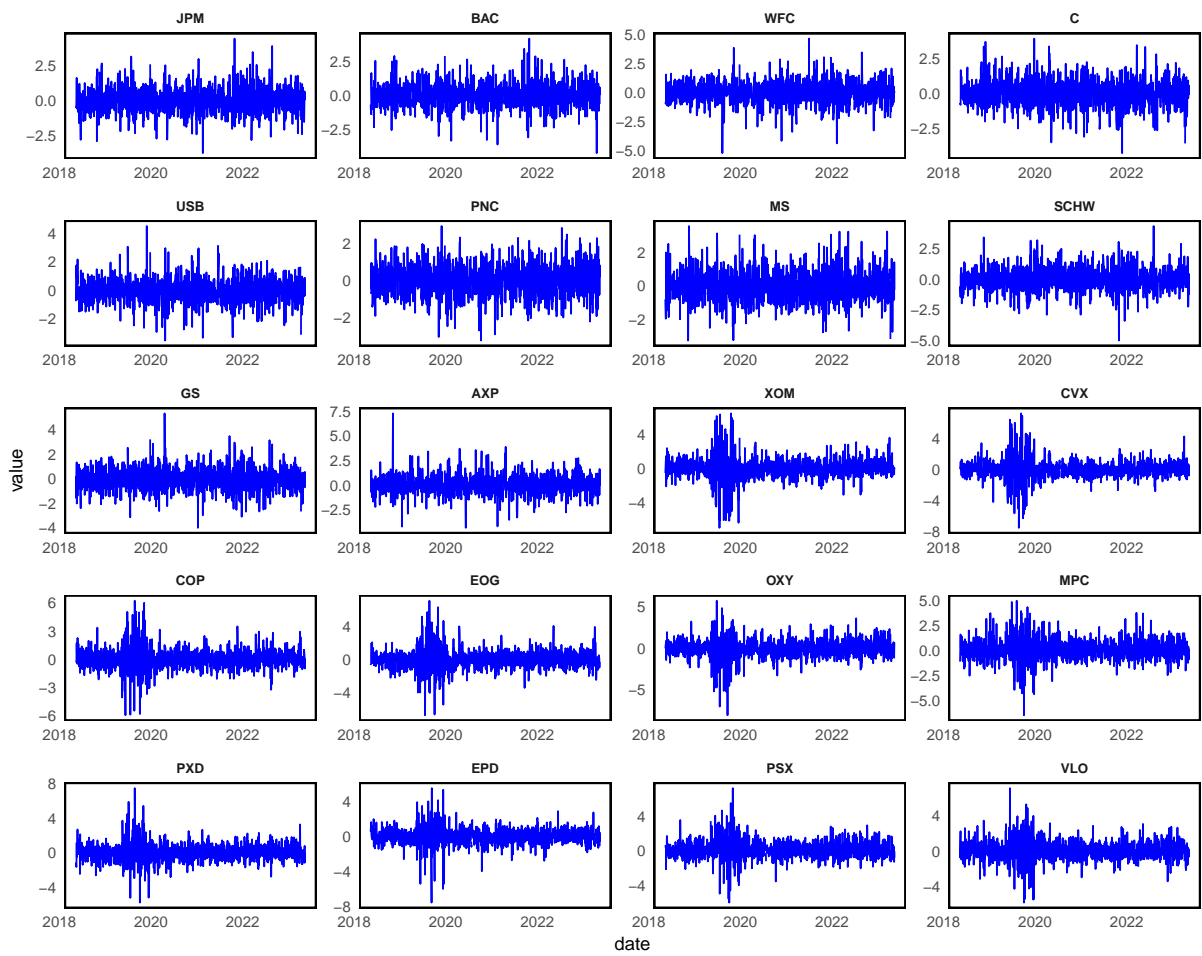 JPM BAC WFC C
2.5 0.0 −2.5 2.5 0.0 −2.5 5.0 2.5 0.0 −2.5 −5.0 2.5 0.0 −2.5
2018 2020 2022 2018 2020 2022 2018 2020 2022 2018 2020 2022
USB PNC MS SCHW
4 2 0 −2 2 0 −2 2 0 −2 2.5 0.0 −2.5 −5.0
2018 2020 2022 2018 2020 2022 2018 2020 2022 2018 2020 2022
GS AXP XOM CVX
4 2 0 −2 −4 7.5 5.0 2.5 0.0 −2.5 4 0 −4 4 0 −4 −8
2018 2020 2022 2018 2020 2022 2018 2020 2022 2018 2020 2022
value
COP EOG OXY MPC
6 3 0 −3 −6 4 0 −4 5 0 −5 5.0 2.5 0.0 −2.5 −5.0
2018 2020 2022 2018 2020 2022 2018 2020 2022 2018 2020 2022
PXD EPD PSX VLO
8 4 0 −4 4 0 −4 −8 4 0 −4 4 0 −4
2018 2020 2022 2018 2020 2022 2018 2020 2022 2018 2020 2022
date